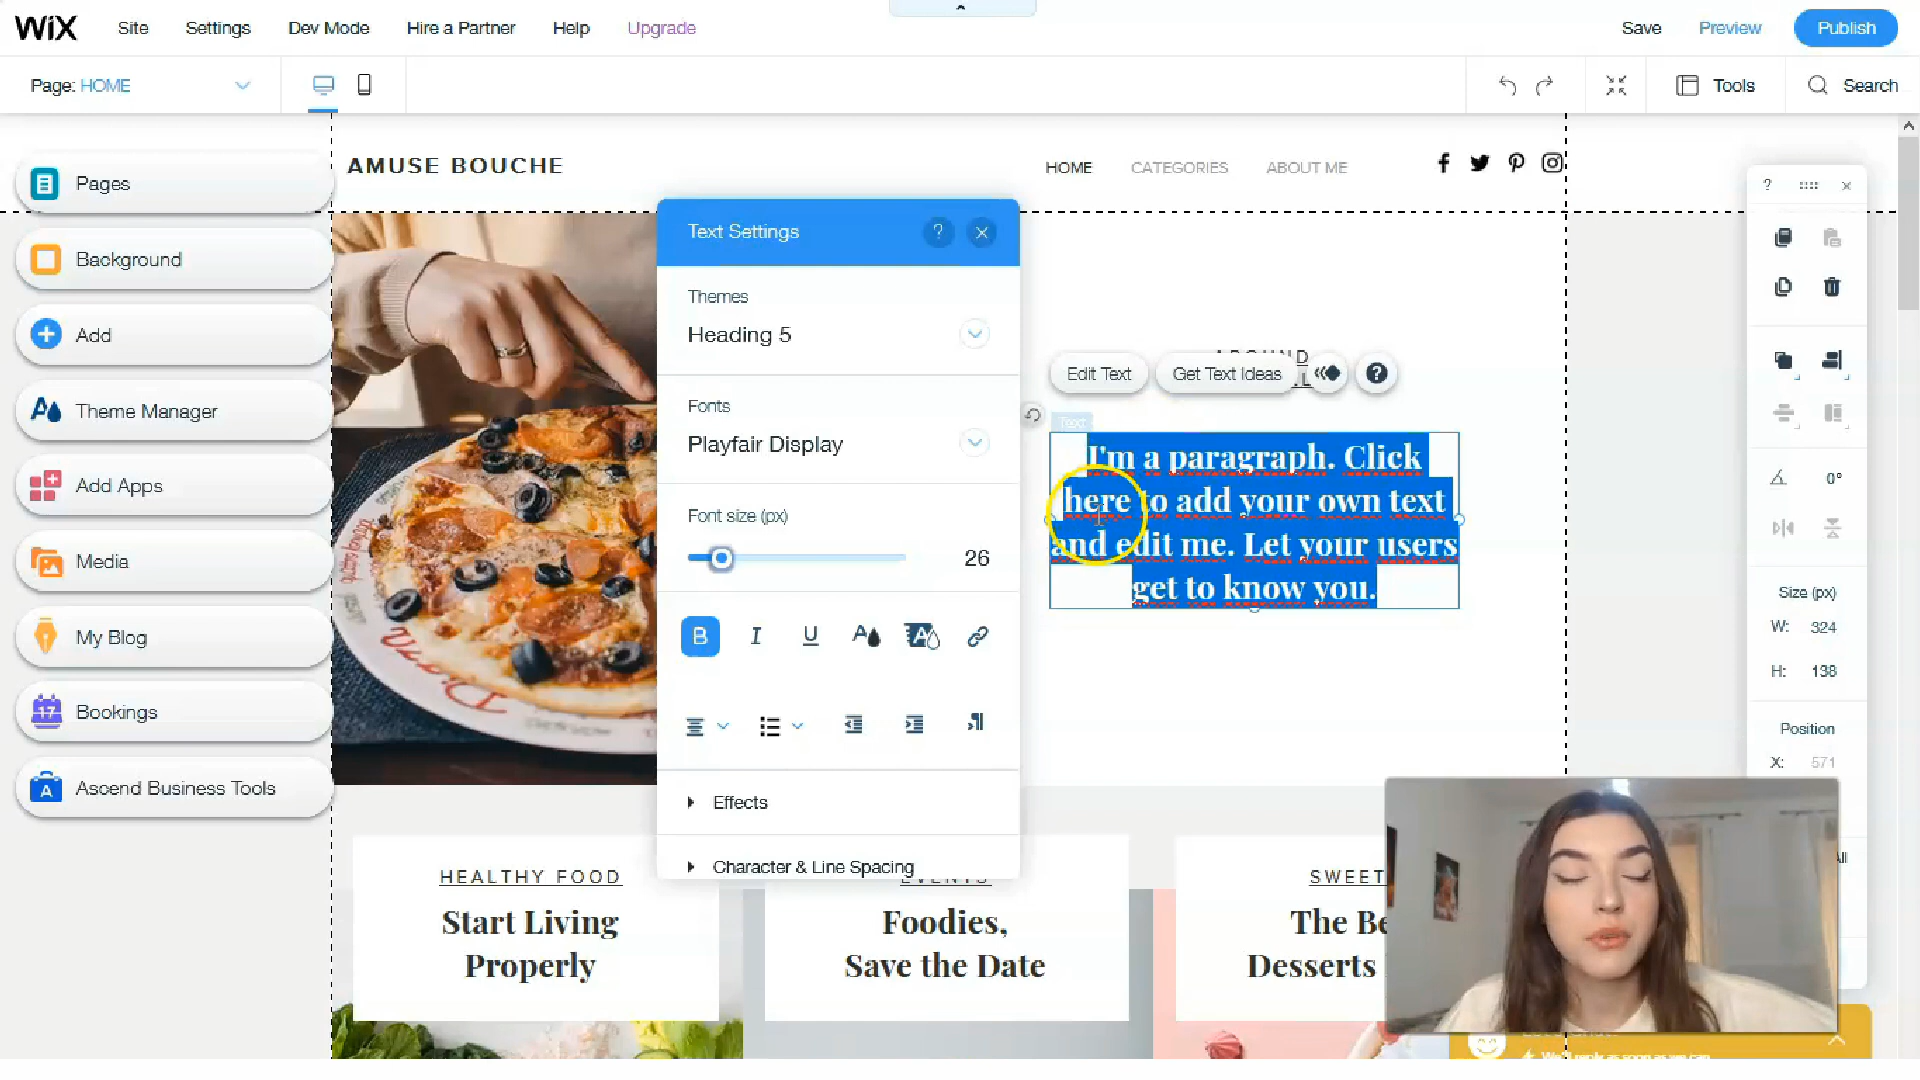 WiX Site Settings Dev Mode Hire a Partner Help Upgrade Save Preview Publish
Page: HOME Tools Search
Pages
Background
Add
Theme Manager
Add Apps
Media
My Blog
Bookings
17
Ascend Business Tools
AMUSE BOUCHE HOME CATEGORIES ABOUT ME
Text Settings ?
Themes
Heading 5
Fonts
Playfair Display
Font size (px)
26
B I U
Effects
Character & Line Spacing
Edit Text Get Text Ideas ?
Text
I'm a paragraph. Click
here to add your own text
and edit me. Let your users
get to know you.
?
0°
Size (px)
W: 324
H: 138
Position
X: 571
HEALTHY FOOD
Start Living
Properly
EVENTS
Foodies,
Save the Date
SWEET
The Be
Desserts